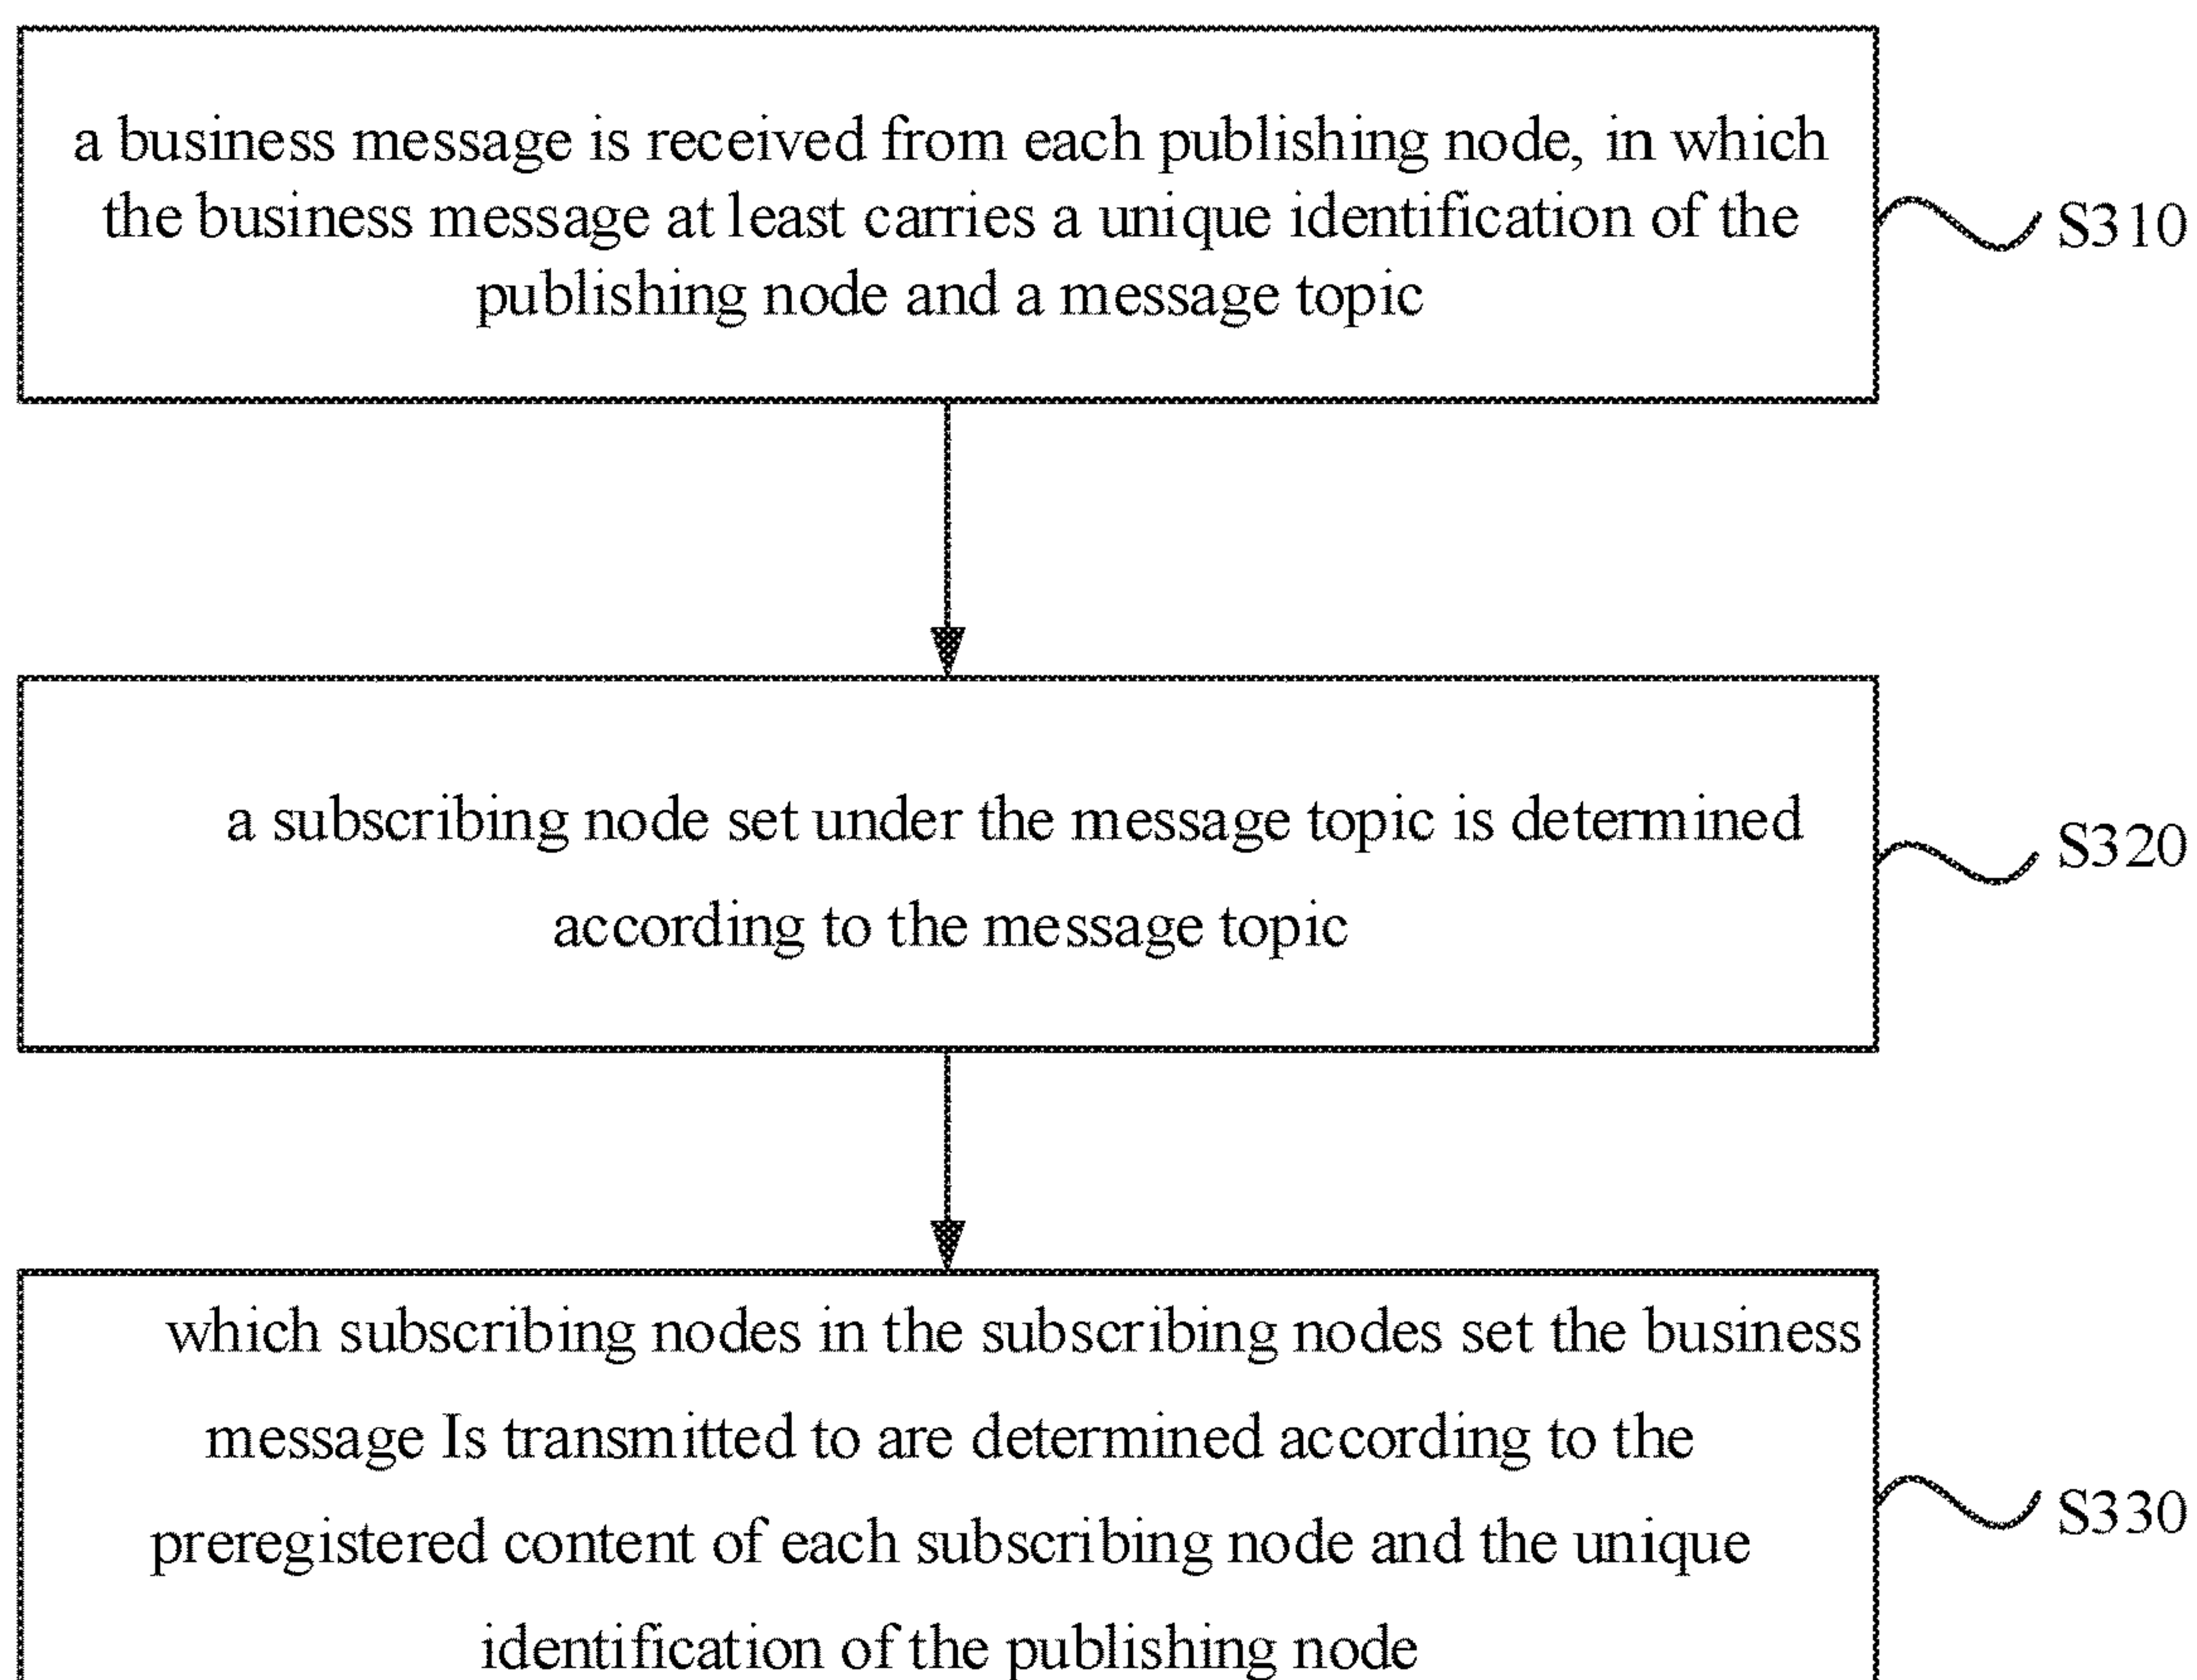 a business message is received from each publishing node, in which
the business message at least carries a unique identification of the
publishing node and a message topic
S310
a subscribing node set under the message topic is determined
according to the message topic
S320
which subscribing nodes in the subscribing nodes set the business
message Is transmitted to are determined according to the
preregistered content of each subscribing node and the unique
identification of the publishing node
S330